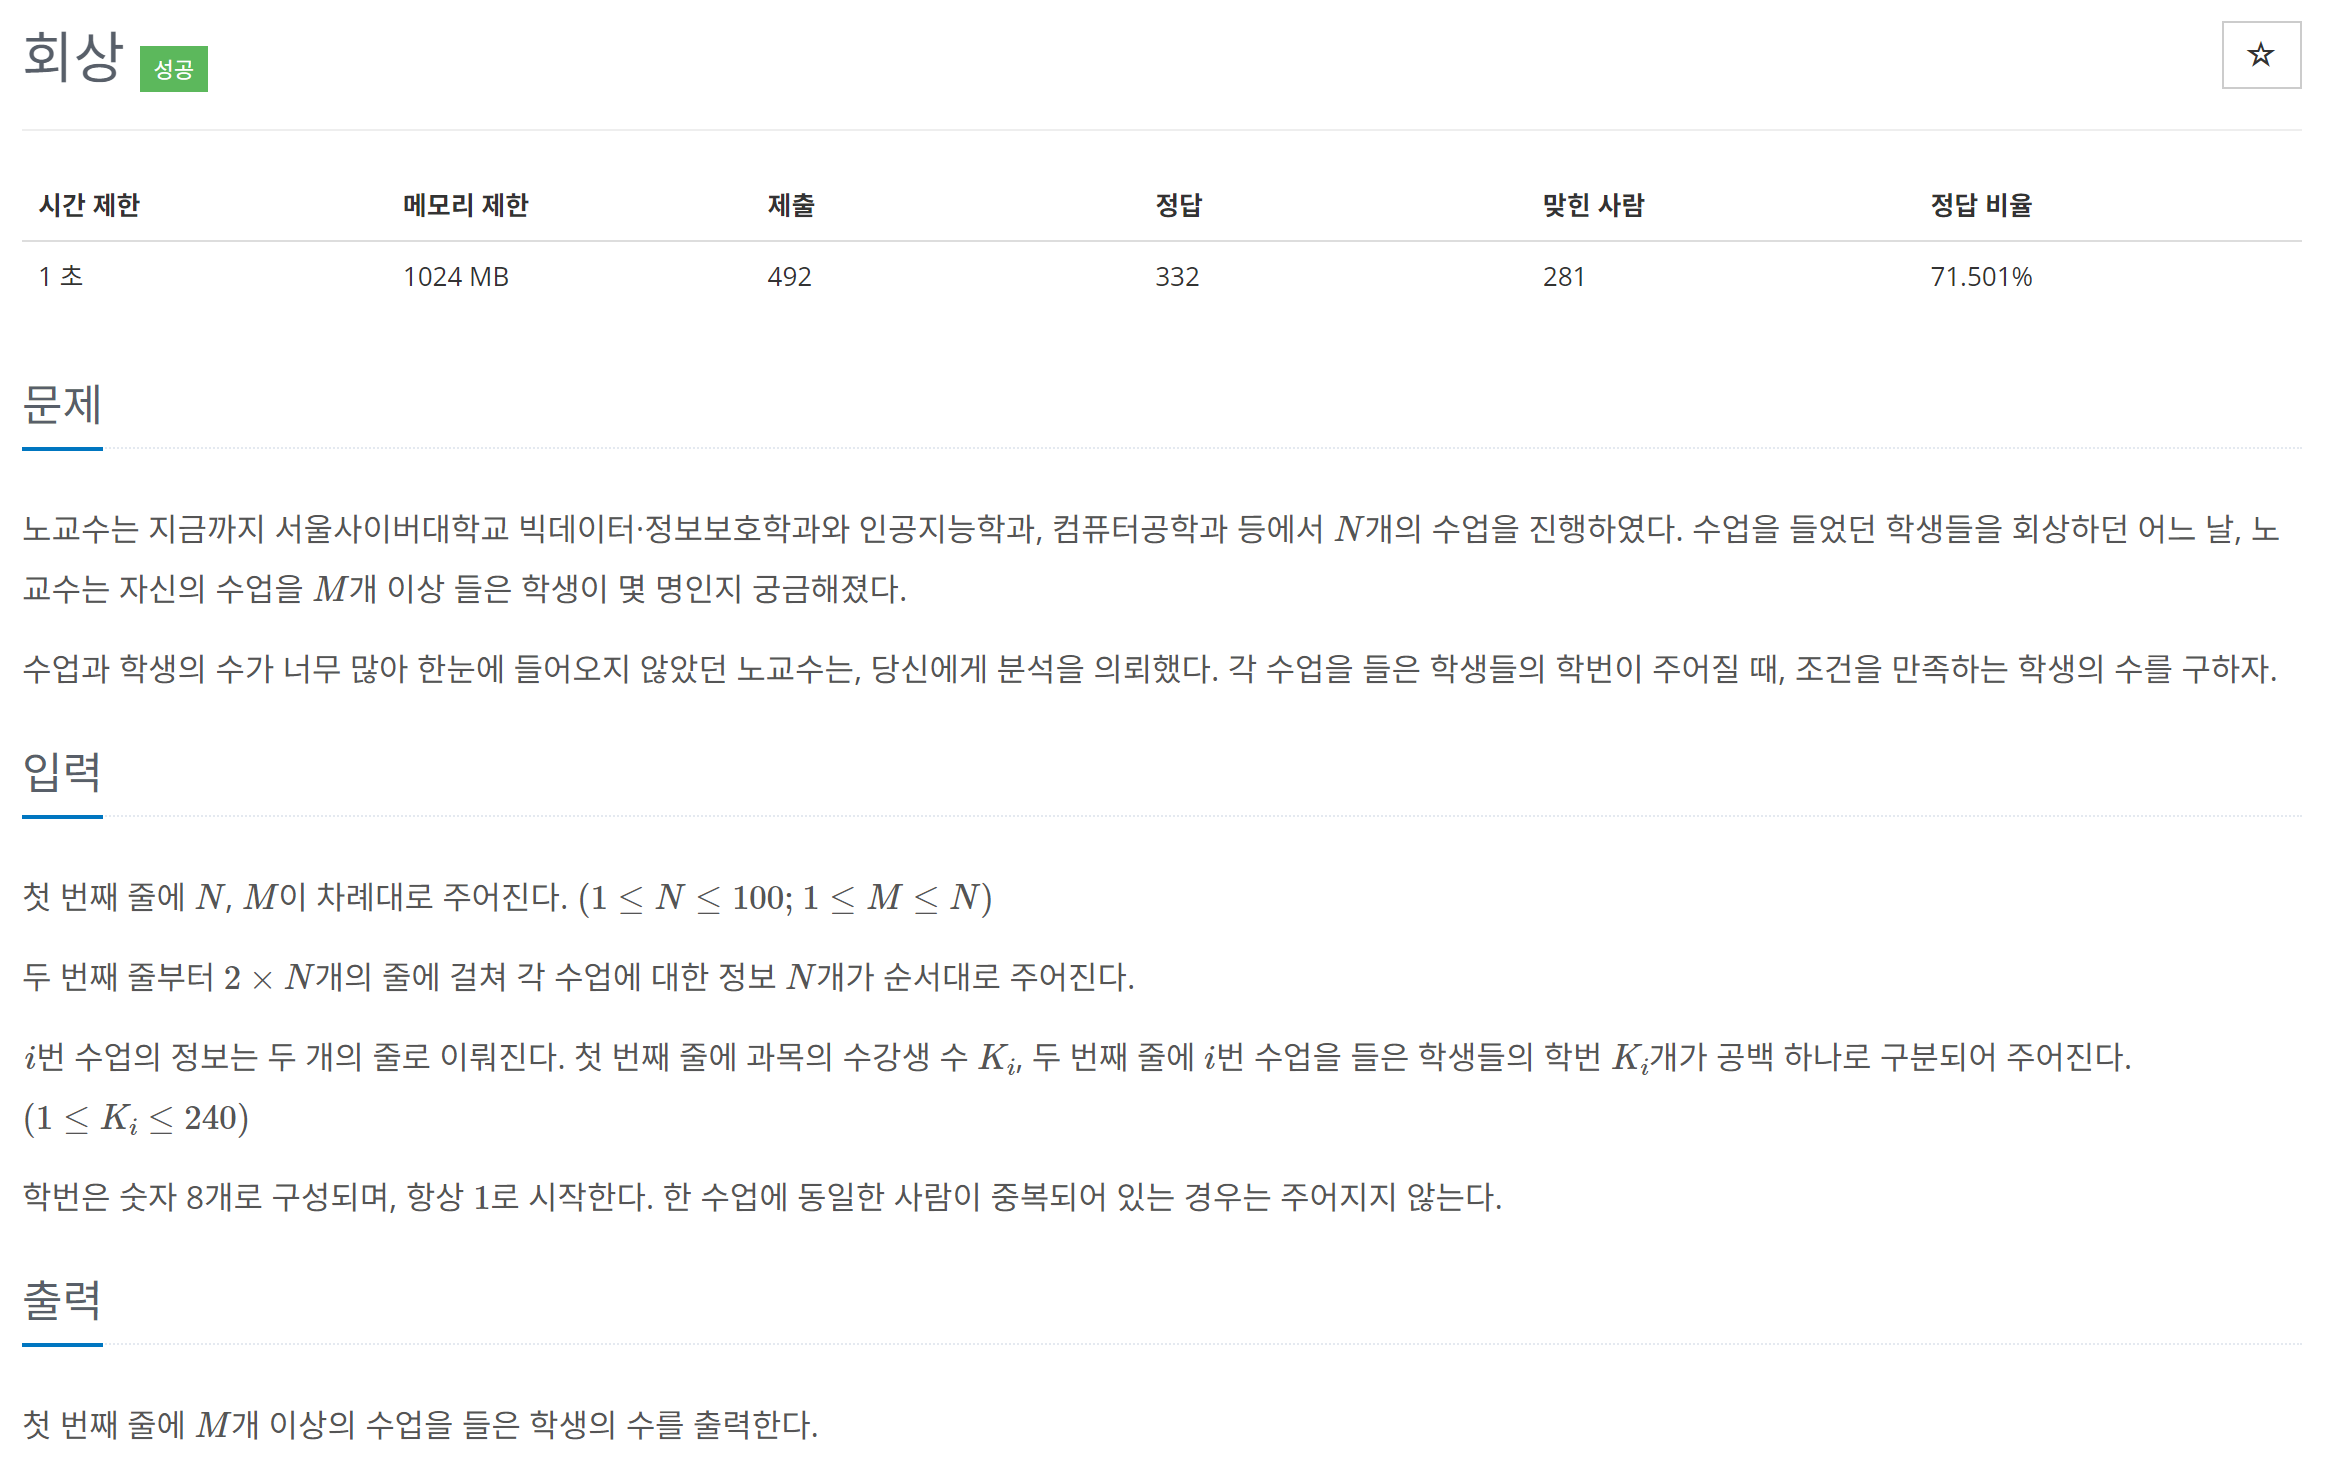 회상 성공
☆
시간 제한 메모리 제한 제출 정답 맞힌 사람 정답 비율
1 초 1024 MB 492 332 281 71.501%
문제
노교수는 지금까지 서울사이버대학교 빅데이터·정보보호학과와 인공지능학과, 컴퓨터공학과 등에서 N개의 수업을 진행하였다. 수업을 들었던 학생들을 회상하던 어느 날, 노
교수는 자신의 수업을 M개 이상 들은 학생이 몇 명인지 궁금해졌다.
수업과 학생의 수가 너무 많아 한눈에 들어오지 않았던 노교수는, 당신에게 분석을 의뢰했다. 각 수업을 들은 학생들의 학번이 주어질 때, 조건을 만족하는 학생의 수를 구하자.
입력
첫 번째 줄에 N, M이 차례대로 주어진다. (1 ≤ N ≤ 100; 1 ≤ M ≤ N)
두 번째 줄부터 2 × N개의 줄에 걸쳐 각 수업에 대한 정보 N개가 순서대로 주어진다.
i번 수업의 정보는 두 개의 줄로 이뤄진다. 첫 번째 줄에 과목의 수강생 수 K_i, 두 번째 줄에 i번 수업을 들은 학생들의 학번 K_i개가 공백 하나로 구분되어 주어진다.
(1 ≤ K_i ≤ 240)
학번은 숫자 8개로 구성되며, 항상 1로 시작한다. 한 수업에 동일한 사람이 중복되어 있는 경우는 주어지지 않는다.
출력
첫 번째 줄에 M개 이상의 수업을 들은 학생의 수를 출력한다.